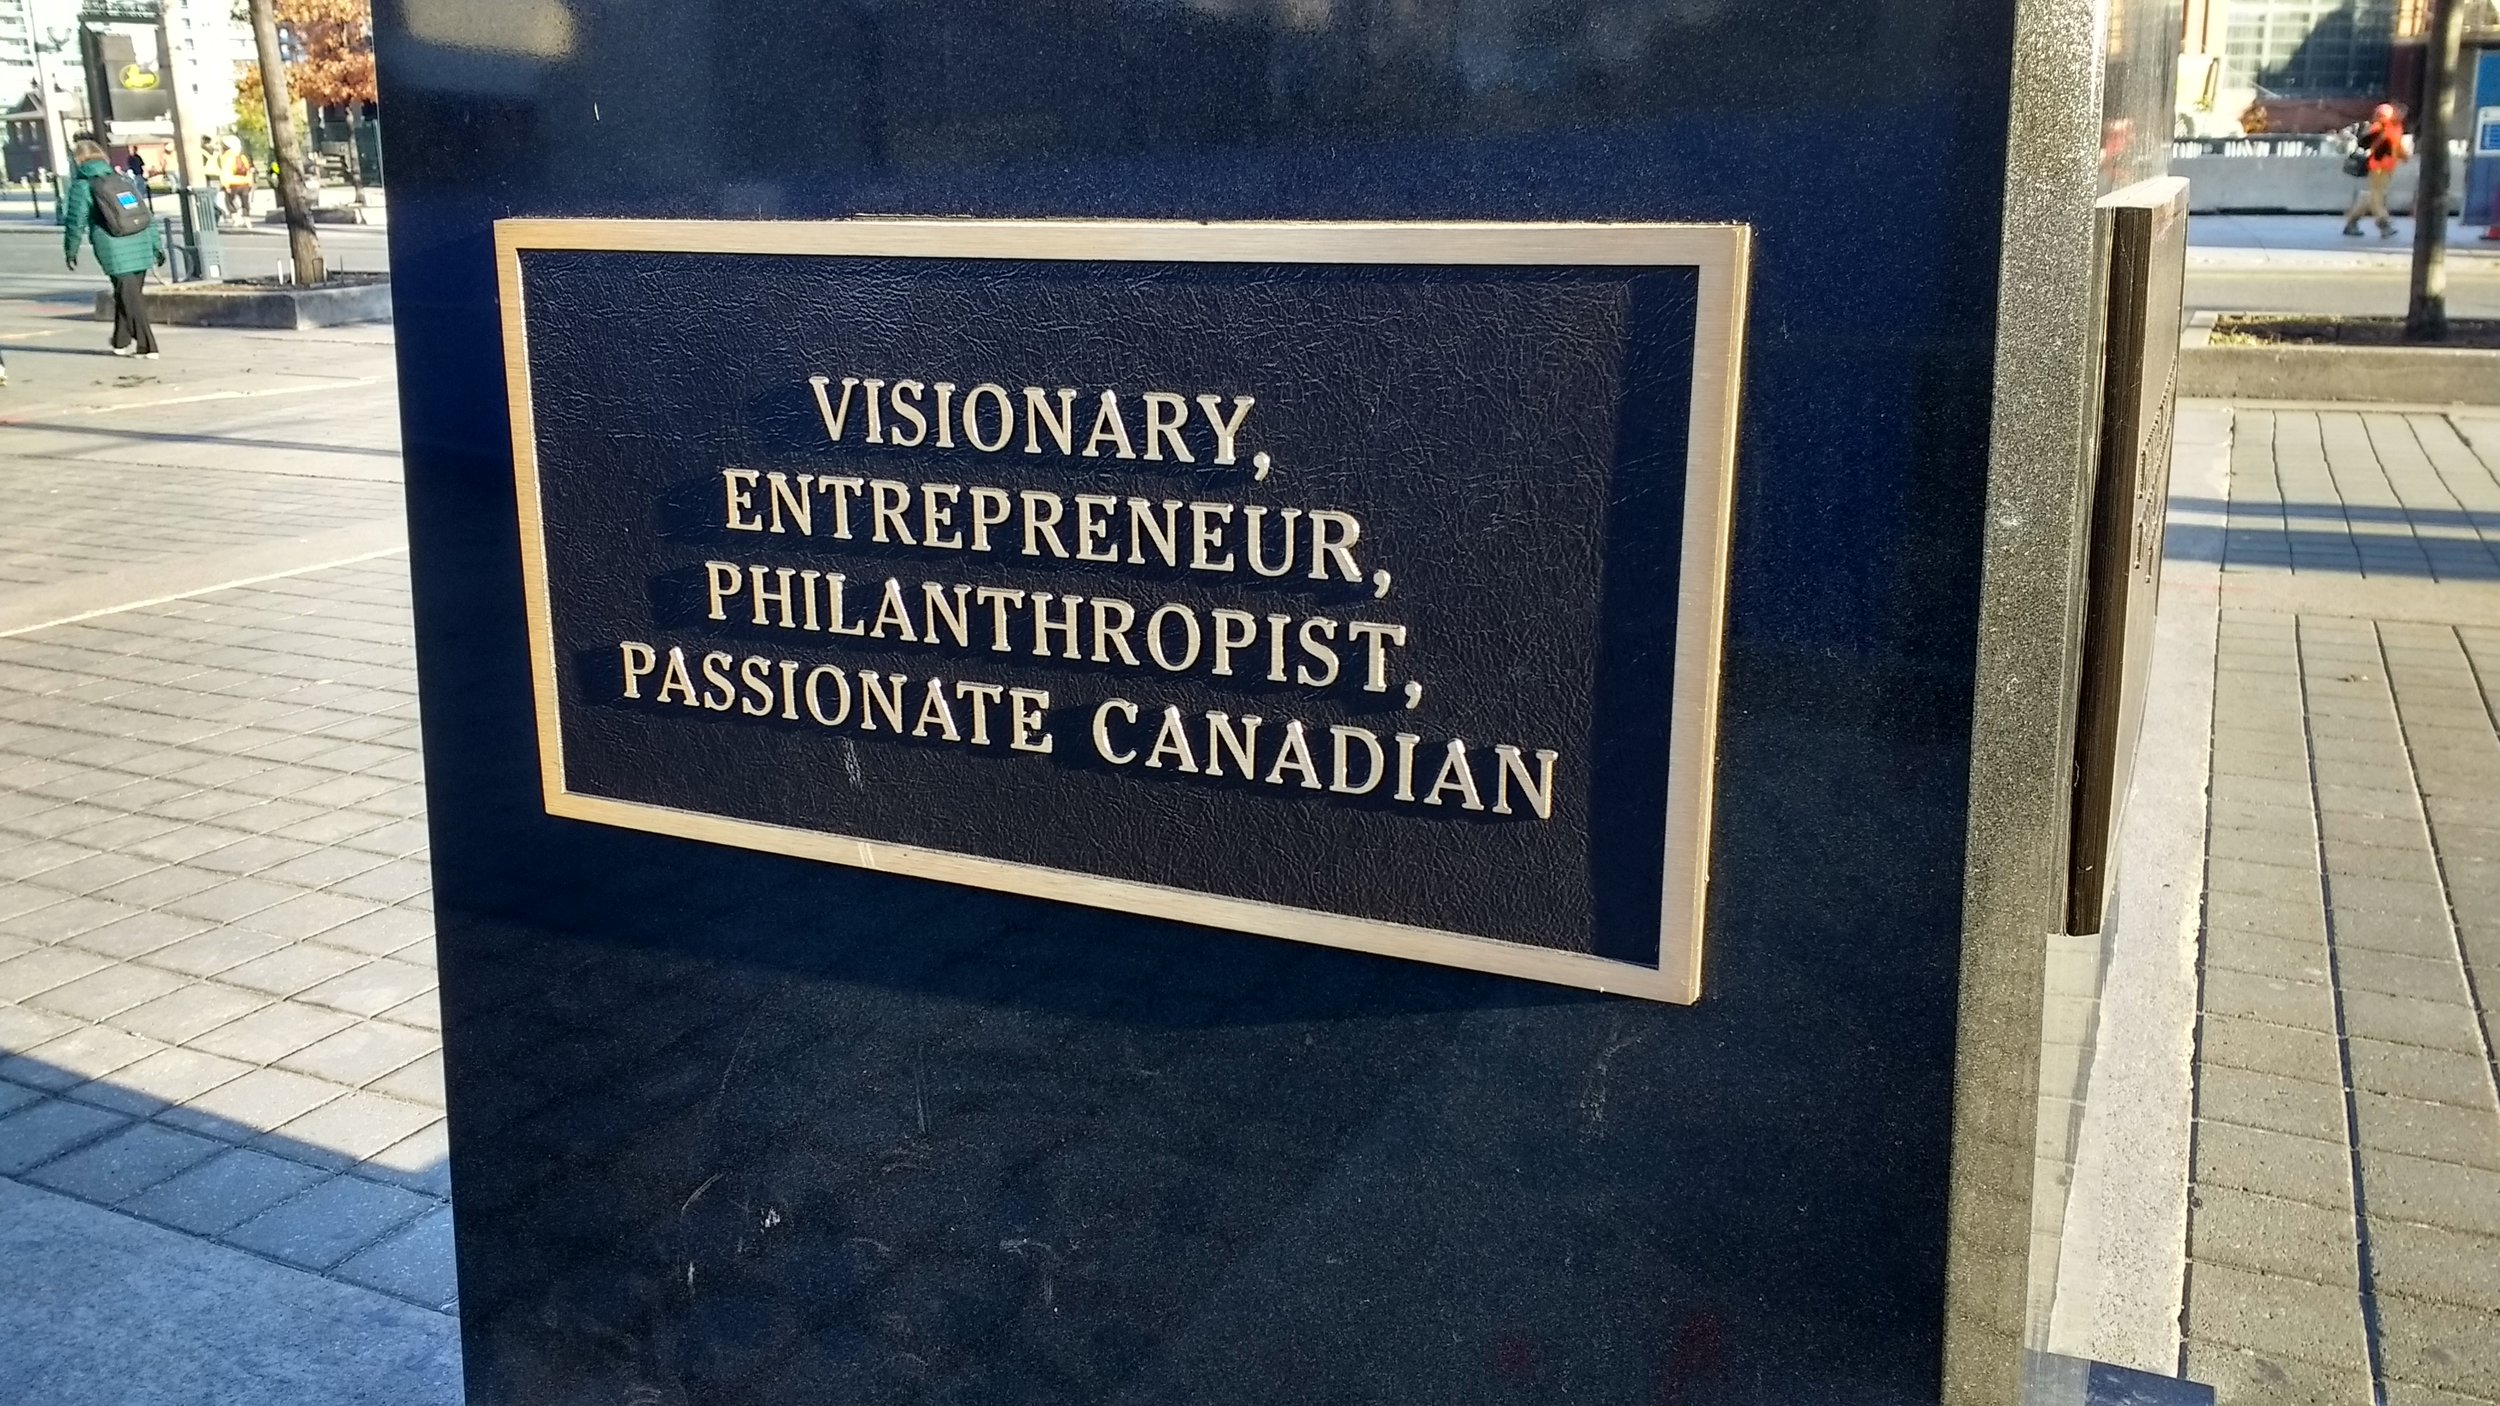 VISIONARY,
ENTREPRENEUR,
PHILANTHROPIST,
PASSIONATE CANADIAN